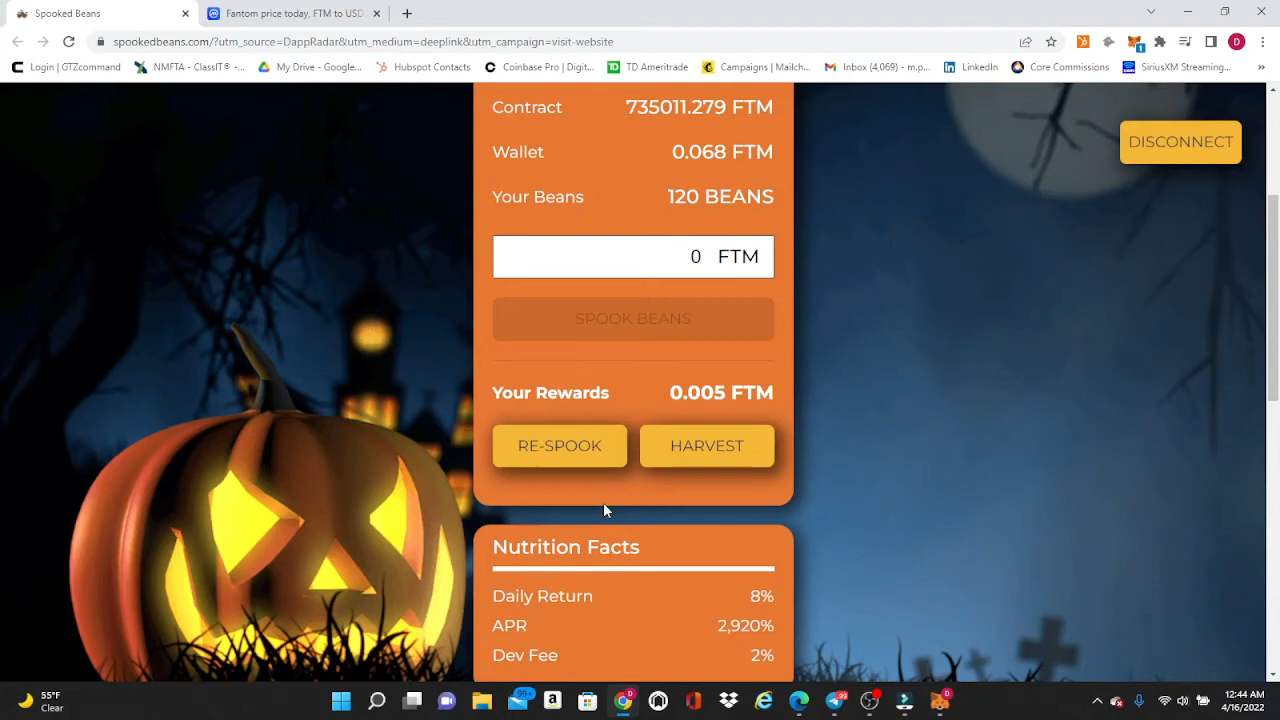 Spooked Beans
Fantom price today, FTM to USD
spookedbeans.com/?utm_source=DappRadar&utm_medium=deeplink&utm_campaign=visit-website
1
D
Login | GTZcommand
NMFTA – ClassIT® -...
My Drive - Google...
Hubspot Contacts
Coinbase Pro | Digit...
TD Ameritrade
Campaigns | Mailch...
Inbox (4,069) - m.p...
LinkedIn
Core Commissions
SiriusXM Streaming...
»
Contract 735011.279 FTM
DISCONNECT
Wallet 0.068 FTM
Your Beans 120 BEANS
0 FTM
SPOOK BEANS
Your Rewards 0.005 FTM
RE-SPOOK
HARVEST
Nutrition Facts
Daily Return 8%
APR 2,920%
Dev Fee 2%
55°F
Clear
99+
D
99
D
12:44 AM
4/16/2022